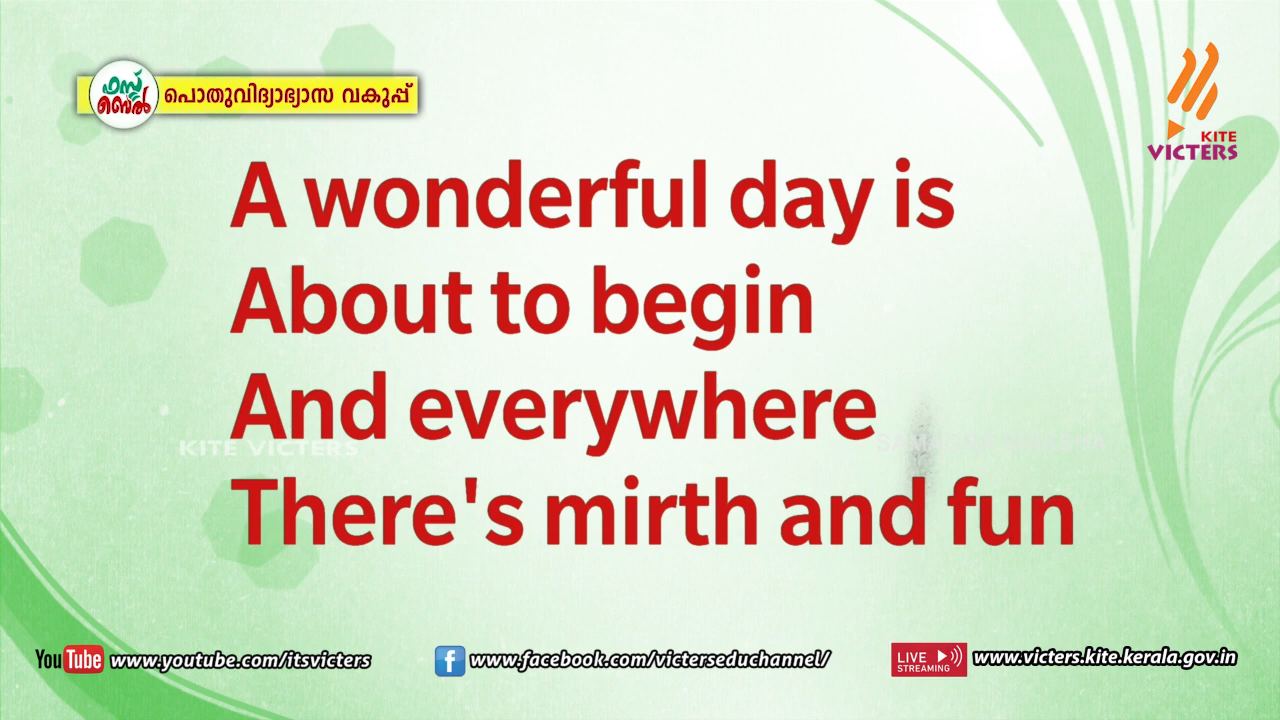 ഫസ്റ്റ് ബെൽ
പൊതുവിദ്യാഭ്യാസ വകുപ്പ്
KITE
VICTERS
A wonderful day is
About to begin
And everywhere
KITE VICTERS
There's mirth and fun
YouTube www.youtube.com/itsvicters
f www.facebook.com/victerseduchannel/
LIVE STREAMING www.victers.kite.kerala.gov.in